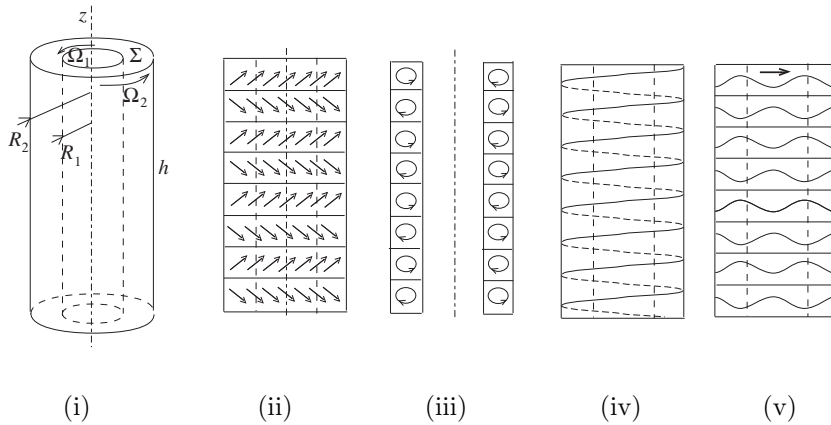 z
Ω1 Σ
Ω2
R2
R1
h
(i) (ii) (iii) (iv) (v)